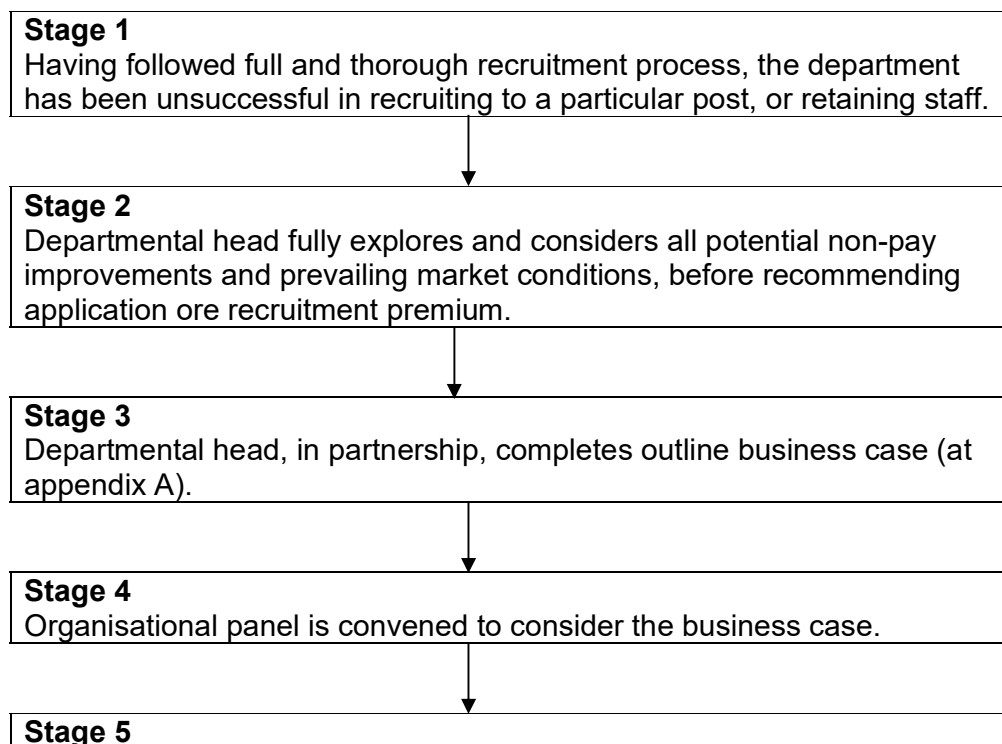 Stage 1
Having followed full and thorough recruitment process, the department
has been unsuccessful in recruiting to a particular post, or retaining staff.
Stage 2
Departmental head fully explores and considers all potential non-pay
improvements and prevailing market conditions, before recommending
application ore recruitment premium.
Stage 3
Departmental head, in partnership, completes outline business case (at
appendix A).
Stage 4
Organisational panel is convened to consider the business case.
Stage 5